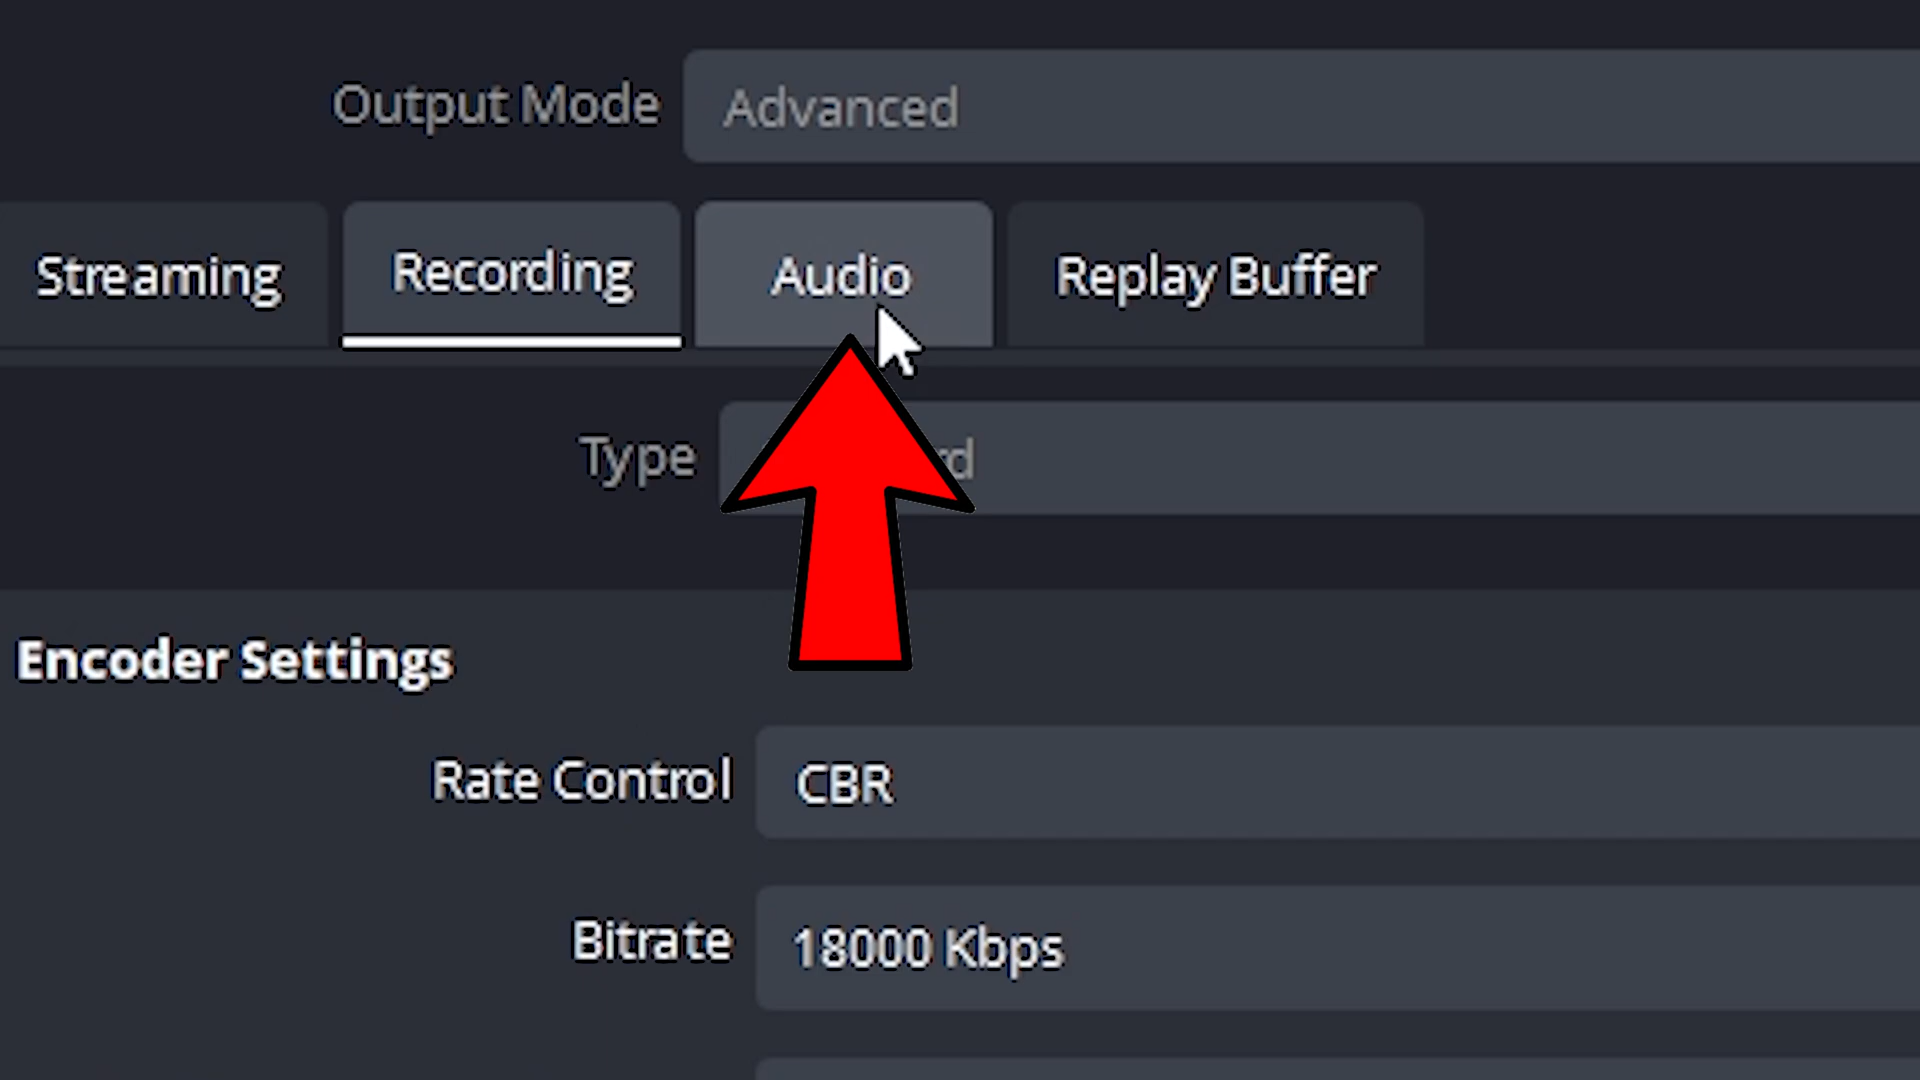 Output Mode Advanced
Streaming Recording Audio Replay Buffer
Type
Encoder Settings
Rate Control CBR
Bitrate 18000 Kbps